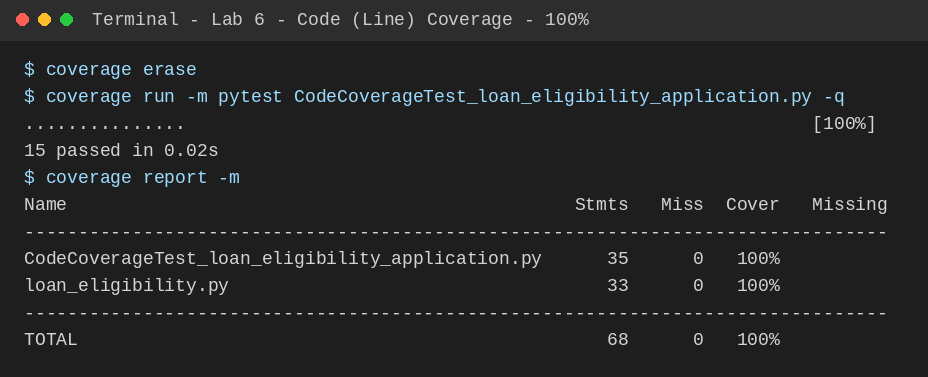 Terminal - Lab 6 - Code (Line) Coverage - 100%
$ coverage erase
$ coverage run -m pytest CodeCoverageTest_loan_eligibility_application.py -q
............... [100%]
15 passed in 0.02s
$ coverage report -m
Name Stmts Miss Cover Missing
--------------------------------------------------------------------------------
CodeCoverageTest_loan_eligibility_application.py 35 0 100%
loan_eligibility.py 33 0 100%
--------------------------------------------------------------------------------
TOTAL 68 0 100%